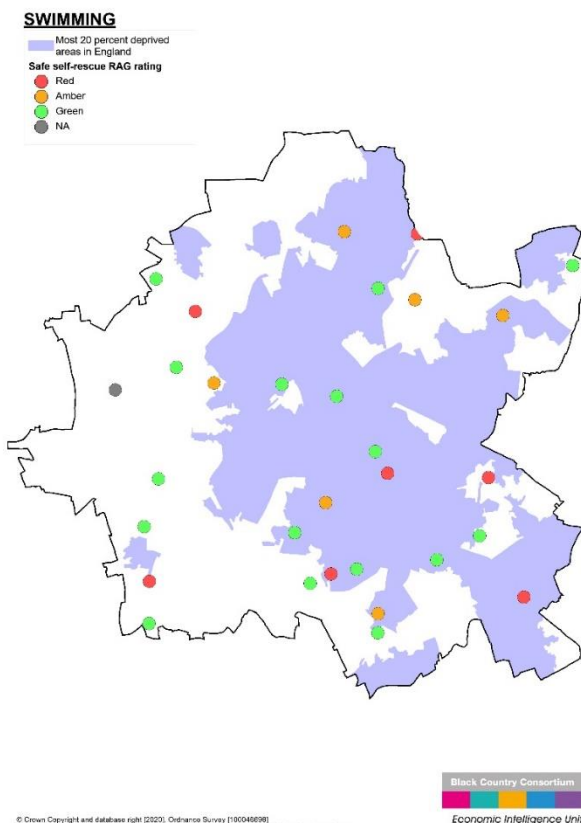 SWIMMING
Most 20 percent deprived
areas in England
Safe self-rescue RAG rating
Red
Amber
Green
NA
Black Country Consortium
Economic Intelligence Unit
© Crown Copyright and database right [2020]. Ordnance Survey [100046698]